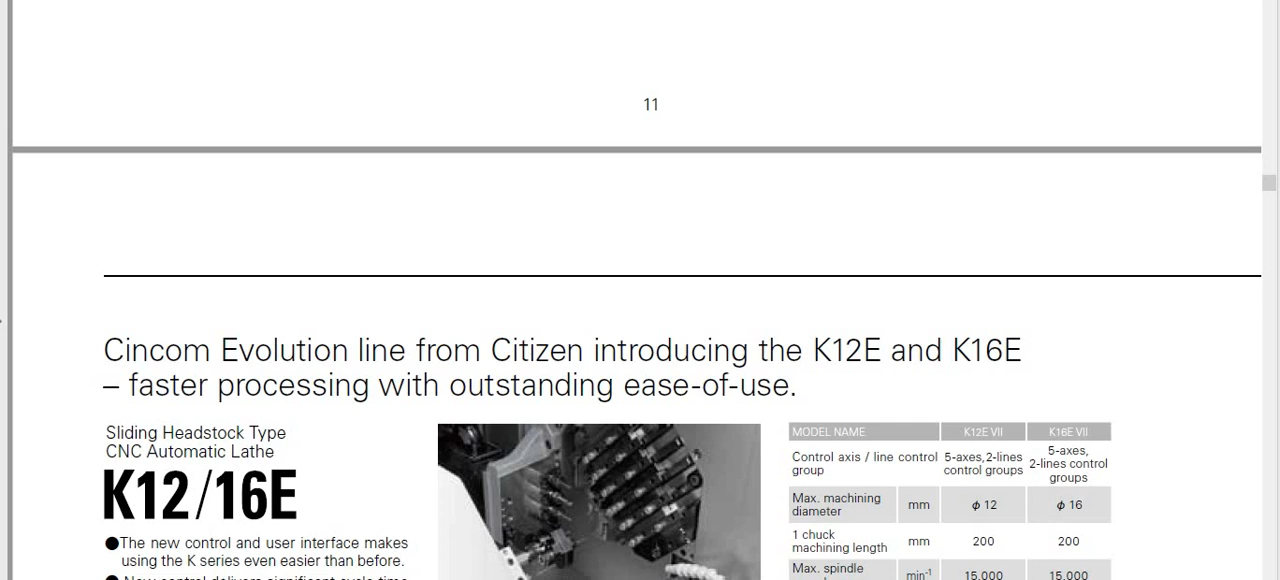 11
Cincom Evolution line from Citizen introducing the K12E and K16E
– faster processing with outstanding ease-of-use.
Sliding Headstock Type
CNC Automatic Lathe
K12/16E
●The new control and user interface makes
using the K series even easier than before.
MODEL NAME K12E VII K16E VII
Control axis / line control group 5-axes,2-lines control groups 5-axes, 2-lines control groups
Max. machining diameter mm ϕ 12 ϕ 16
1 chuck machining length mm 200 200
Max. spindle min⁻¹ 15,000 15,000